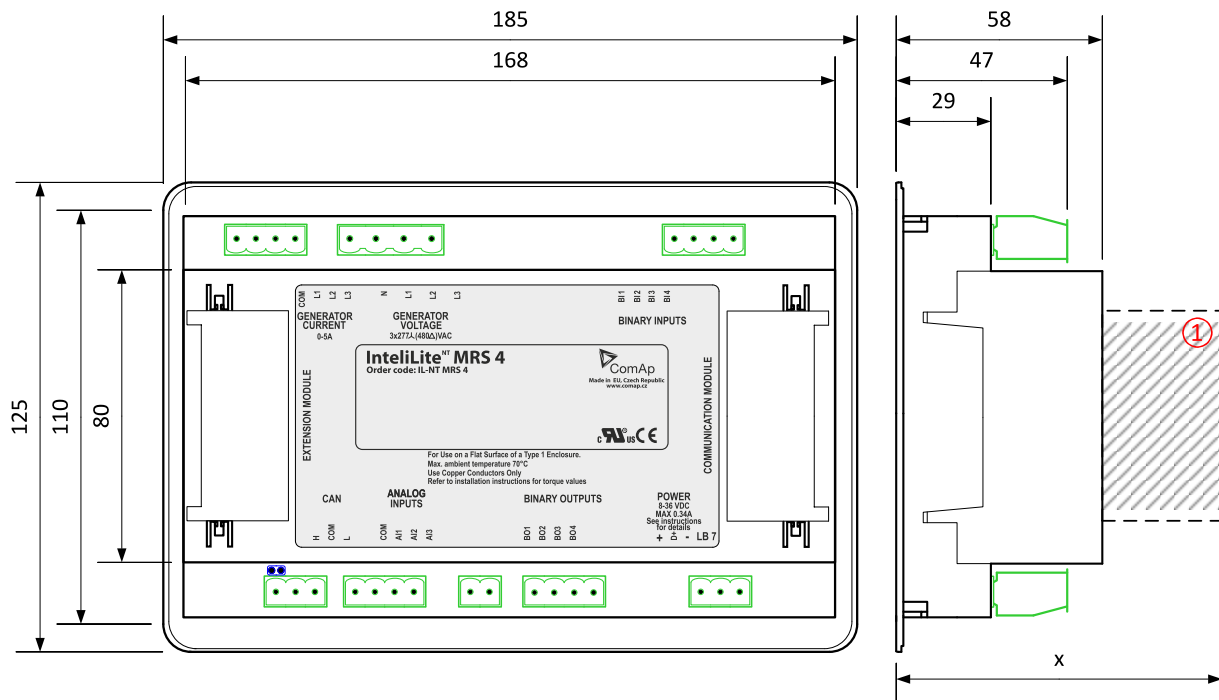 185
58
168
47
29
125
110
80
COM
L1
L2
L3
N
L1
L2
L3
BI1
BI2
BI3
BI4
GENERATOR
CURRENT
0-5A
GENERATOR
VOLTAGE
3x277⅄(480Δ)VAC
BINARY INPUTS
InteliLite NT MRS 4
Order code: IL-NT MRS 4
ComAp
Made in EU, Czech Republic
www.comap.cz
EXTENSION MODULE
COMMUNICATION MODULE
c RU ® US CE
For Use on a Flat Surface of a Type 1 Enclosure.
Max. ambient temperature 70°C
Use Copper Conductors Only
Refer to installation instructions for torque values
CAN
ANALOG
INPUTS
BINARY OUTPUTS
POWER
8-36 VDC
MAX 0.34A
See instructions
for details
H
COM
L
COM
AI1
AI2
AI3
BO1
BO2
BO3
BO4
+
D+
-
LB 7
①
x